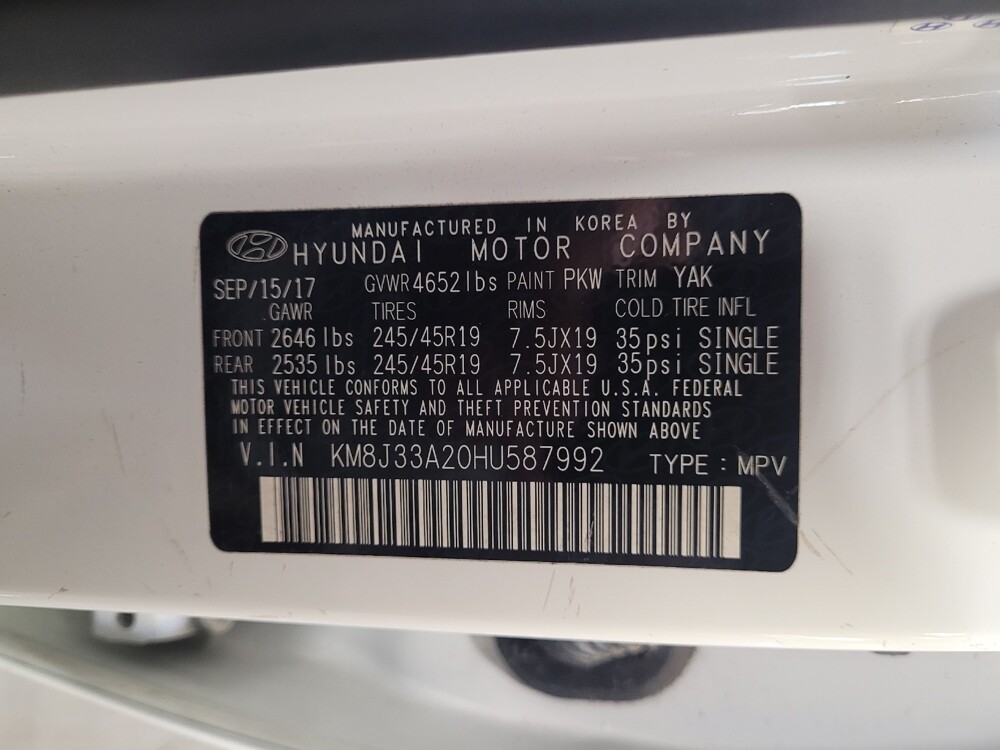 MANUFACTURED IN KOREA BY
HYUNDAI MOTOR COMPANY
SEP/15/17 GVWR 4652 lbs PAINT PKW TRIM YAK
GAWR TIRES RIMS COLD TIRE INFL
FRONT 2646 lbs 245/45R19 7.5JX19 35psi SINGLE
REAR 2535 lbs 245/45R19 7.5JX19 35psi SINGLE
THIS VEHICLE CONFORMS TO ALL APPLICABLE U.S.A. FEDERAL
MOTOR VEHICLE SAFETY AND THEFT PREVENTION STANDARDS
IN EFFECT ON THE DATE OF MANUFACTURE SHOWN ABOVE
V.I.N KM8J33A20HU587992 TYPE : MPV